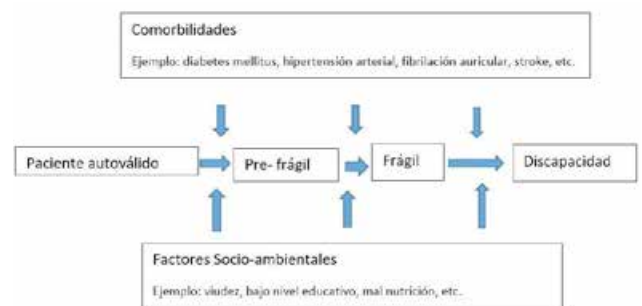 Comorbilidades
Ejemplo: diabetes mellitus, hipertensión arterial, fibrilación auricular, stroke, etc.
Paciente autoválido
Pre- frágil
Frágil
Discapacidad
Factores Socio-ambientales
Ejemplo: viudez, bajo nivel educativo, mal nutrición, etc.